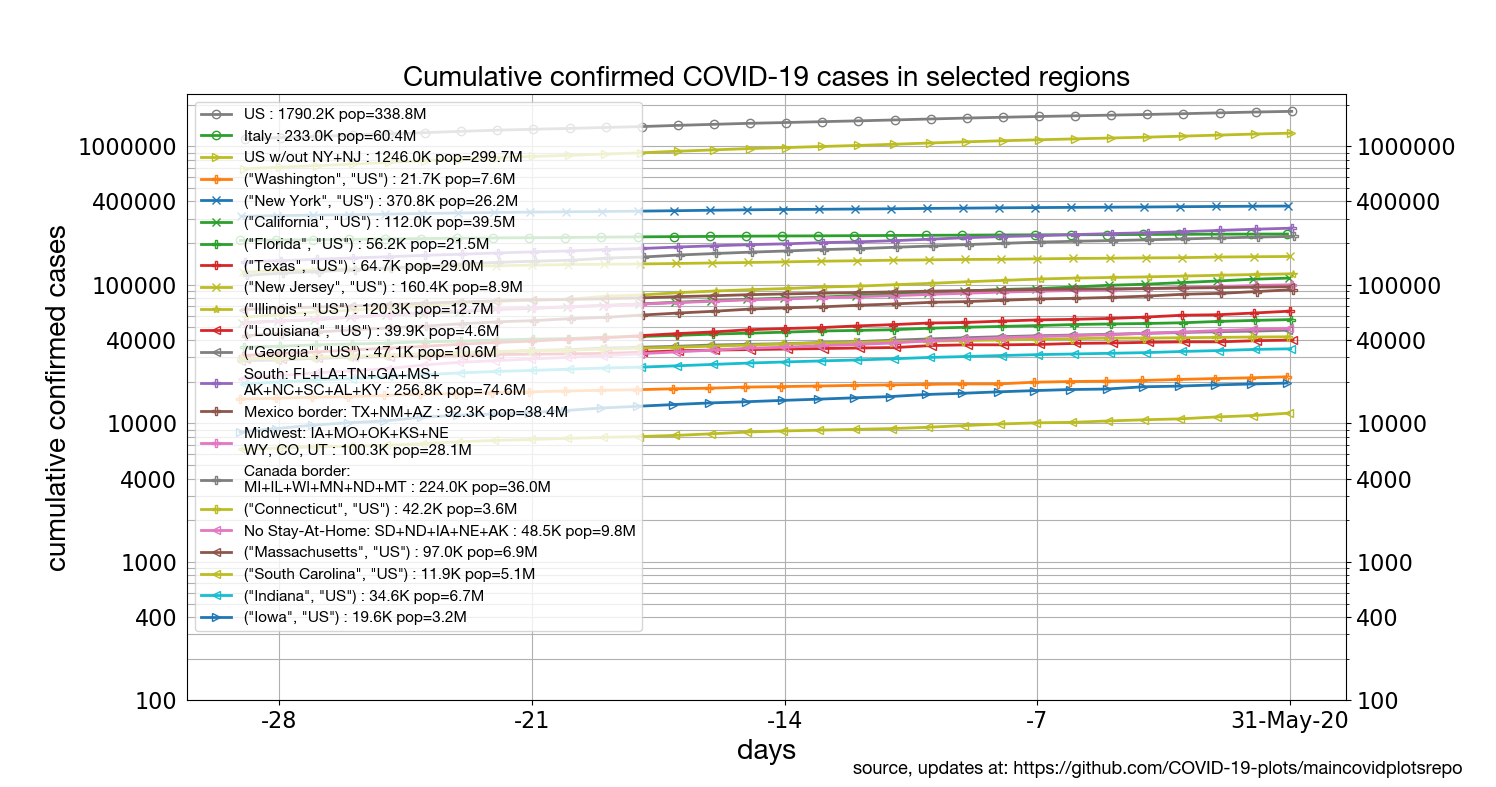 Cumulative confirmed COVID-19 cases in selected regions
US : 1790.2K pop=338.8M
Italy : 233.0K pop=60.4M
US w/out NY+NJ : 1246.0K pop=299.7M
("Washington", "US") : 21.7K pop=7.6M
("New York", "US") : 370.8K pop=26.2M
("California", "US") : 112.0K pop=39.5M
("Florida", "US") : 56.2K pop=21.5M
("Texas", "US") : 64.7K pop=29.0M
("New Jersey", "US") : 160.4K pop=8.9M
("Illinois", "US") : 120.3K pop=12.7M
("Louisiana", "US") : 39.9K pop=4.6M
("Georgia", "US") : 47.1K pop=10.6M
South: FL+LA+TN+GA+MS+
AK+NC+SC+AL+KY : 256.8K pop=74.6M
Mexico border: TX+NM+AZ : 92.3K pop=38.4M
Midwest: IA+MO+OK+KS+NE
WY, CO, UT : 100.3K pop=28.1M
Canada border:
MI+IL+WI+MN+ND+MT : 224.0K pop=36.0M
("Connecticut", "US") : 42.2K pop=3.6M
No Stay-At-Home: SD+ND+IA+NE+AK : 48.5K pop=9.8M
("Massachusetts", "US") : 97.0K pop=6.9M
("South Carolina", "US") : 11.9K pop=5.1M
("Indiana", "US") : 34.6K pop=6.7M
("Iowa", "US") : 19.6K pop=3.2M
cumulative confirmed cases
1000000
400000
100000
40000
10000
4000
1000
400
100
1000000
400000
100000
40000
10000
4000
1000
400
100
-28 -21 -14 -7 31-May-20
days
source, updates at: https://github.com/COVID-19-plots/maincovidplotsrepo